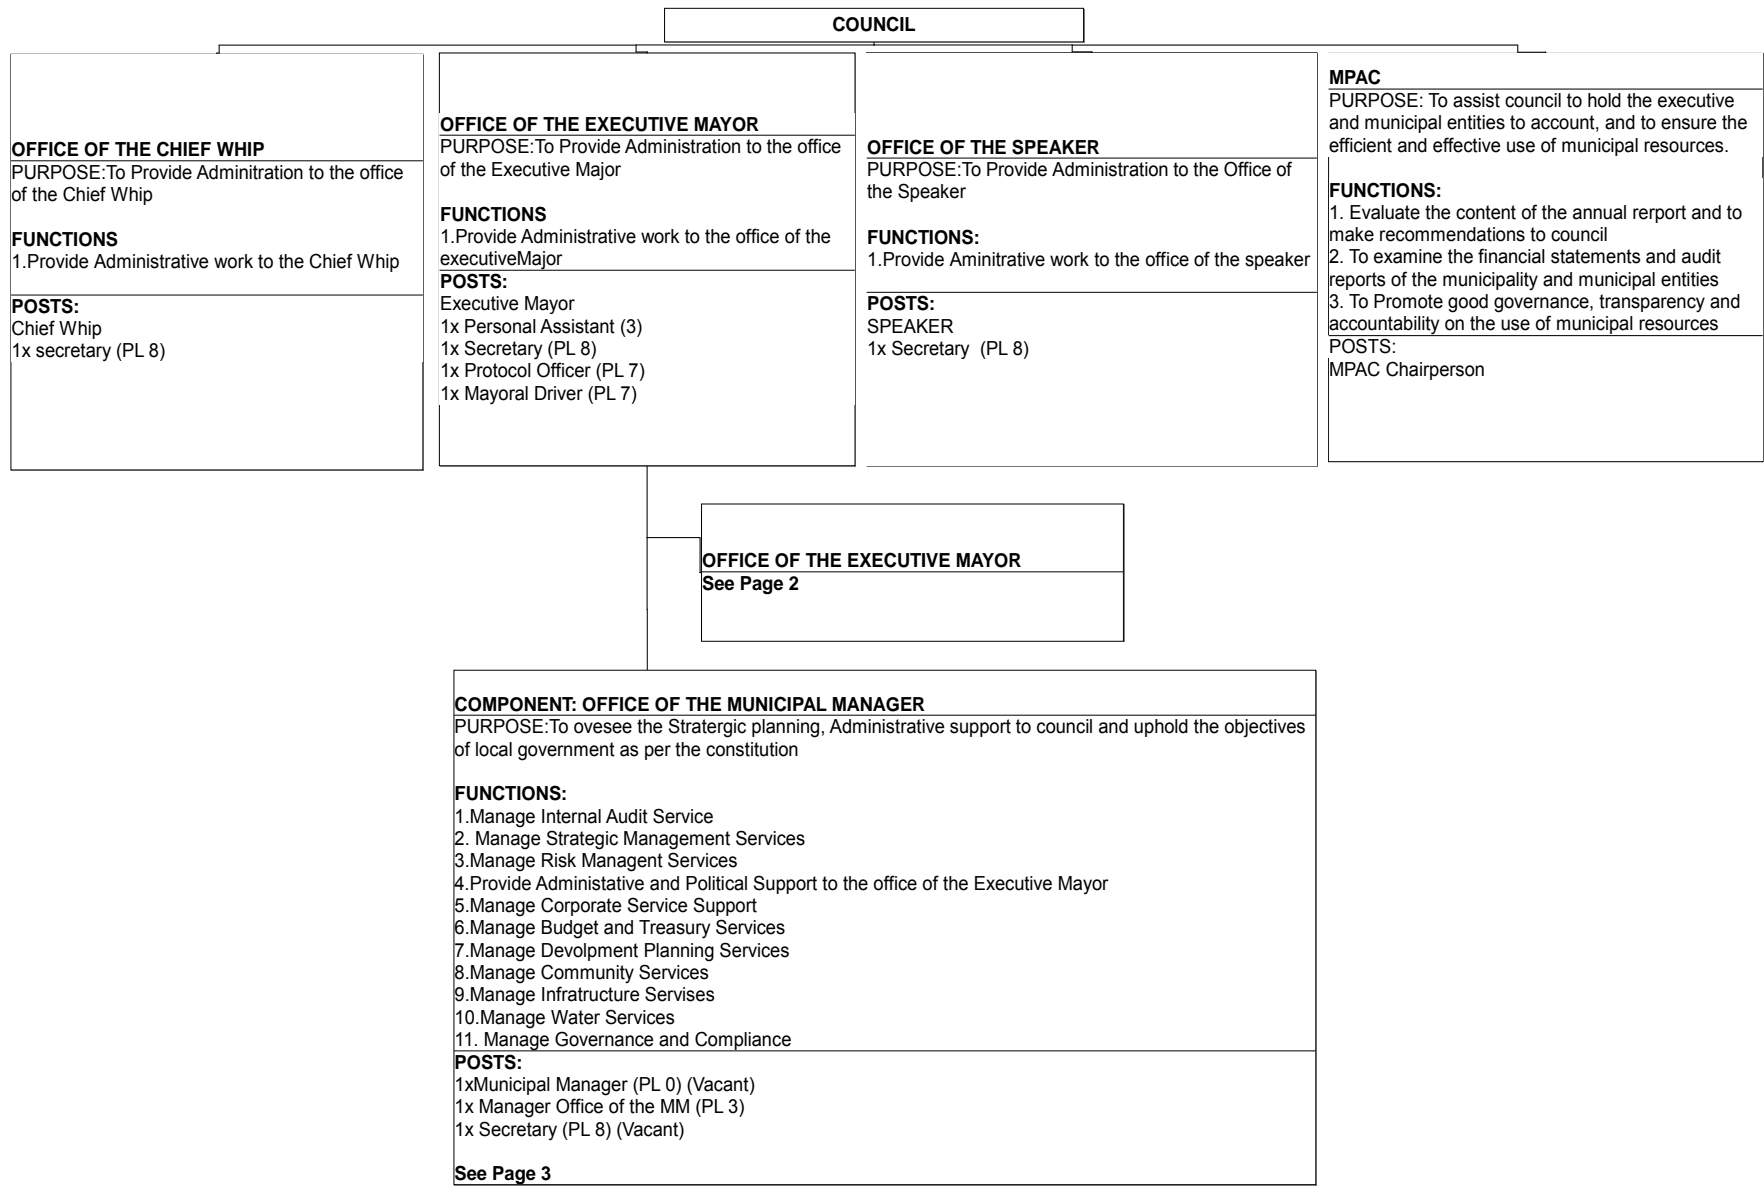 COUNCIL
OFFICE OF THE CHIEF WHIP
PURPOSE:To Provide Adminitration to the office
of the Chief Whip
FUNCTIONS
1.Provide Administrative work to the Chief Whip
POSTS:
Chief Whip
1x secretary (PL 8)
OFFICE OF THE EXECUTIVE MAYOR
PURPOSE:To Provide Administration to the office
of the Executive Major
FUNCTIONS
1.Provide Administrative work to the office of the
executiveMajor
POSTS:
Executive Mayor
1x Personal Assistant (3)
1x Secretary (PL 8)
1x Protocol Officer (PL 7)
1x Mayoral Driver (PL 7)
OFFICE OF THE SPEAKER
PURPOSE:To Provide Administration to the Office of
the Speaker
FUNCTIONS:
1.Provide Aminitrative work to the office of the speaker
POSTS:
SPEAKER
1x Secretary  (PL 8)
MPAC
PURPOSE: To assist council to hold the executive
and municipal entities to account, and to ensure the
efficient and effective use of municipal resources.
FUNCTIONS:
1. Evaluate the content of the annual rerport and to
make recommendations to council
2. To examine the financial statements and audit
reports of the municipality and municipal entities
3. To Promote good governance, transparency and
accountability on the use of municipal resources
POSTS:
MPAC Chairperson
OFFICE OF THE EXECUTIVE MAYOR
See Page 2
COMPONENT: OFFICE OF THE MUNICIPAL MANAGER
PURPOSE:To ovesee the Stratergic planning, Administrative support to council and uphold the objectives
of local government as per the constitution
FUNCTIONS:
1.Manage Internal Audit Service
2. Manage Strategic Management Services
3.Manage Risk Managent Services
4.Provide Administative and Political Support to the office of the Executive Mayor
5.Manage Corporate Service Support
6.Manage Budget and Treasury Services
7.Manage Devolpment Planning Services
8.Manage Community Services
9.Manage Infratructure Servises
10.Manage Water Services
11. Manage Governance and Compliance
POSTS:
1xMunicipal Manager (PL 0) (Vacant)
1x Manager Office of the MM (PL 3)
1x Secretary (PL 8) (Vacant)
See Page 3